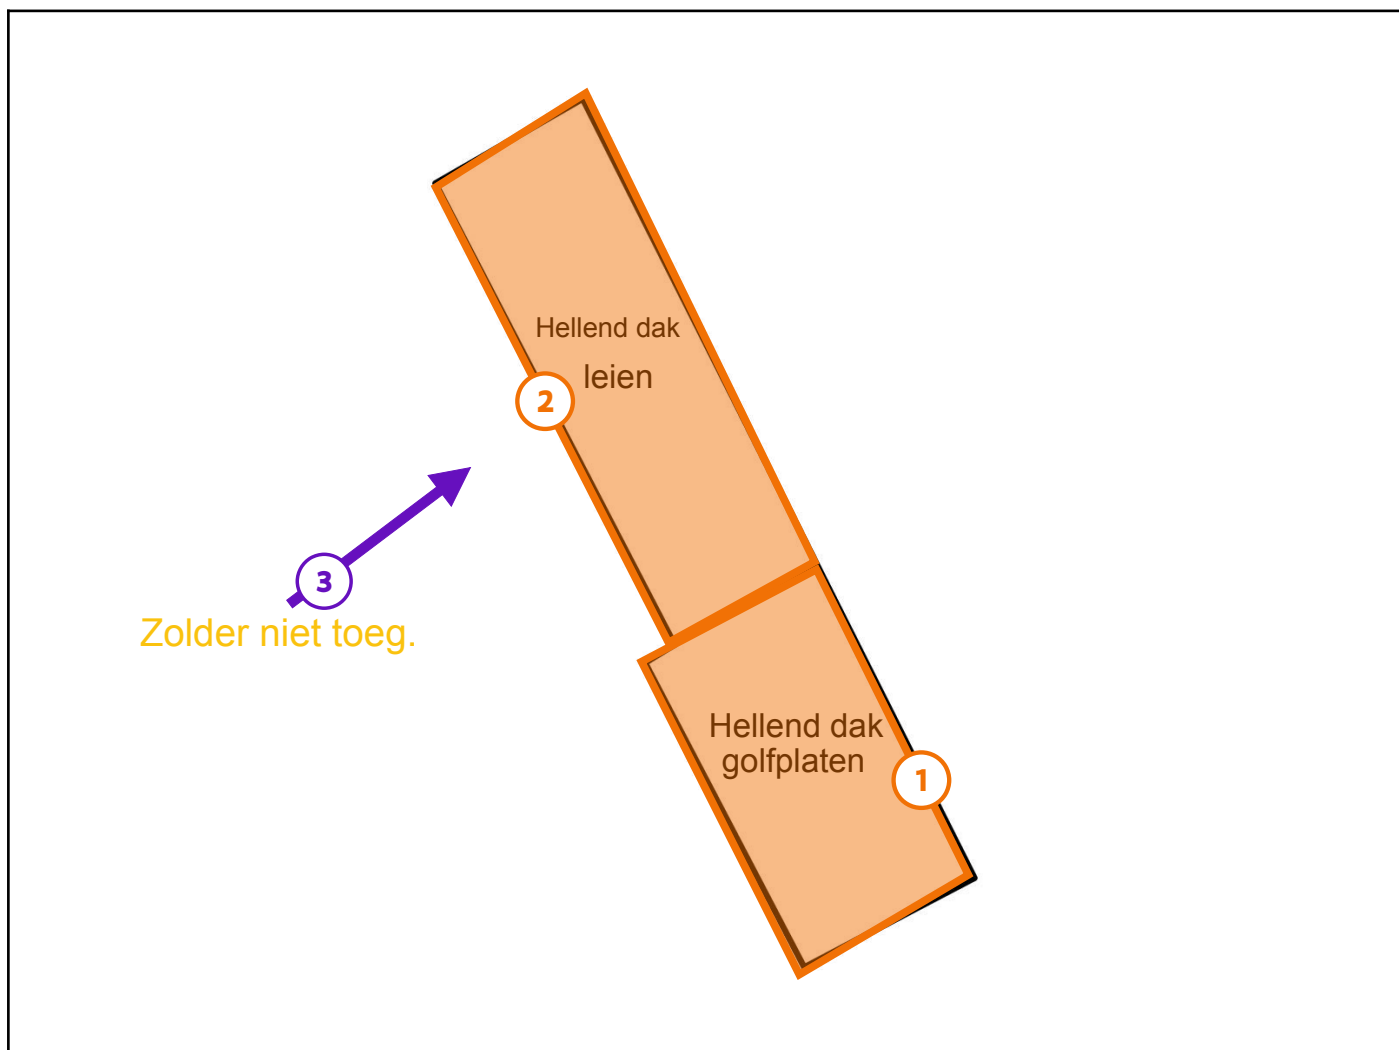 Hellend dak
leien
2
3
Zolder niet toeg.
Hellend dak
golfplaten
1